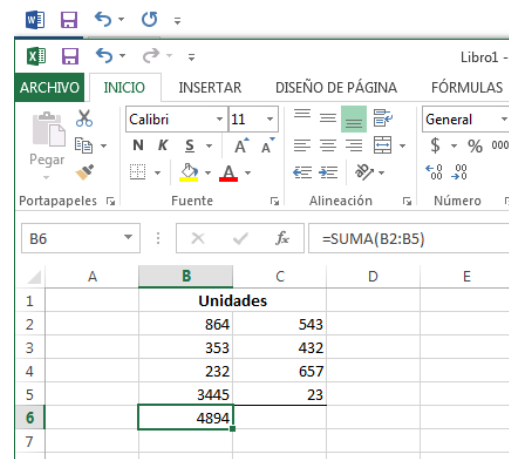 Libro1 -
ARCHIVO INICIO INSERTAR DISEÑO DE PÁGINA FÓRMULAS
Pegar
Calibri 11
General
N K S A A A
$ % 000
Portapapeles Fuente Alineación Número
B6 fx =SUMA(B2:B5)
A B C D E
1 Unidades
2 864 543
3 353 432
4 232 657
5 3445 23
6 4894
7